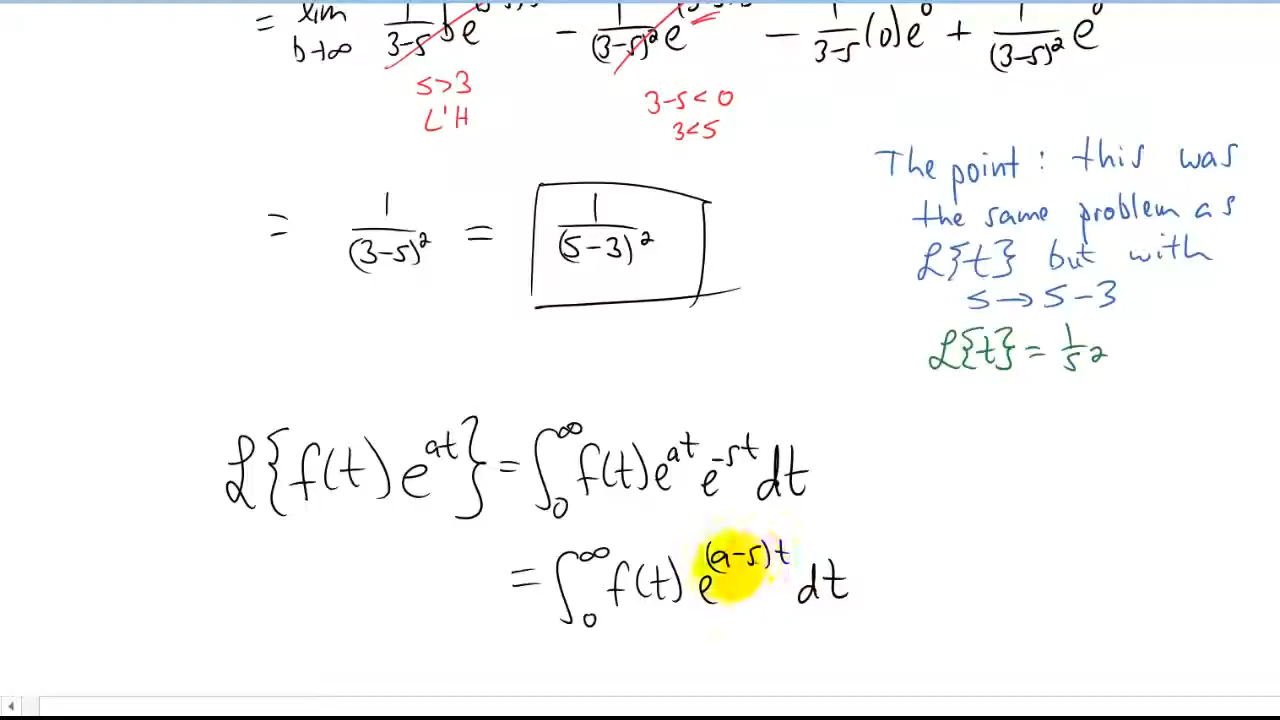 = lim b→∞ 1/(3-s) b e - 1/(3-s)² e - 1/(3-s) (0)e⁰ + 1/(3-s)² e⁰
s>3
L'H
3-s<0
3<s
= 1/(3-s)² = 1/(s-3)²
The point : this was
the same problem as
ℒ{t} but with
s → s-3
ℒ{t} = 1/s²
ℒ{f(t) e^{at}} = ∫₀^∞ f(t) e^{at} e^{-st} dt
= ∫₀^∞ f(t) e^{(a-s)t} dt